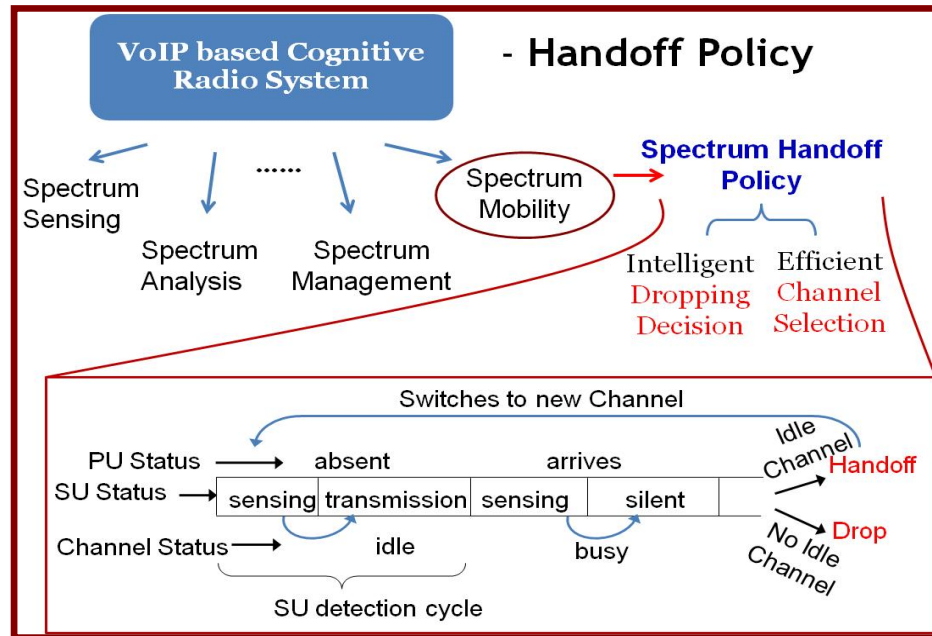 VoIP based Cognitive
Radio System
- Handoff Policy
......
Spectrum
Sensing
Spectrum
Analysis
Spectrum
Management
Spectrum
Mobility
Spectrum Handoff
Policy
Intelligent
Dropping
Decision
Efficient
Channel
Selection
Switches to new Channel
PU Status
absent
arrives
Idle
Channel
Handoff
SU Status
sensing
transmission
sensing
silent
Channel Status
idle
busy
No Idle
Channel
Drop
SU detection cycle